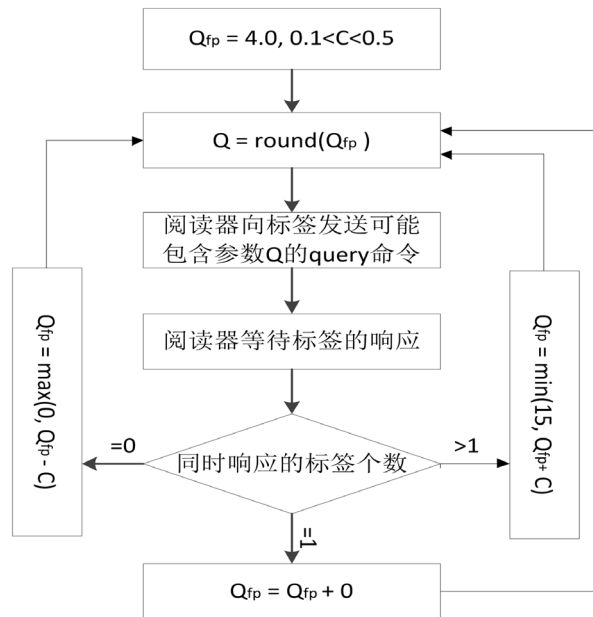 Qfp = 4.0, 0.1<C<0.5
Q = round(Qfp )
阅读器向标签发送可能
包含参数Q的query命令
阅读器等待标签的响应
Qfp = max(0, Qfp - C)
=0
同时响应的标签个数
>1
Qfp = min(15, Qfp+ C)
=1
Qfp = Qfp + 0